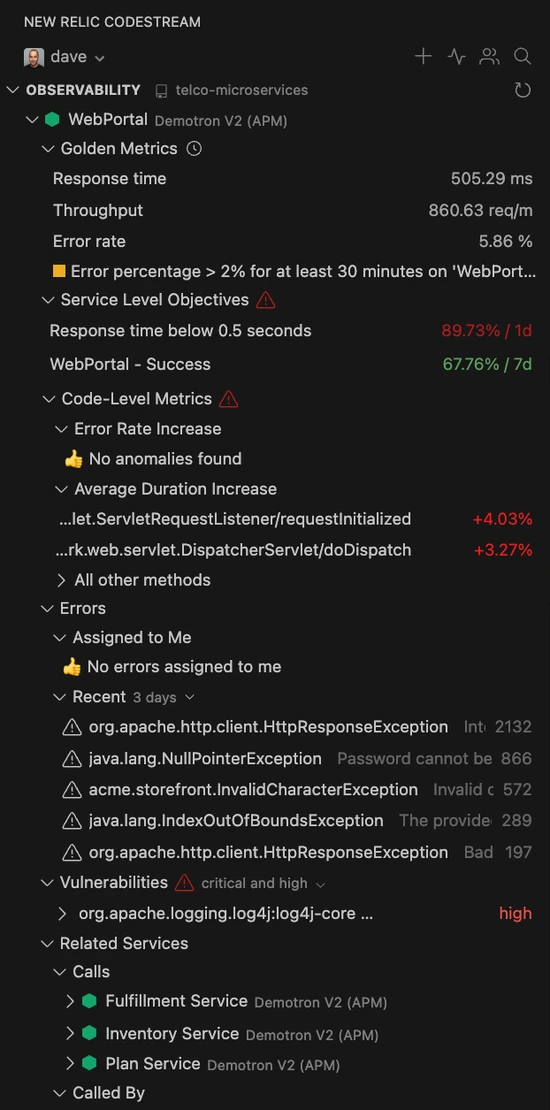 NEW RELIC CODESTREAM
dave
OBSERVABILITY telco-microservices
WebPortal Demotron V2 (APM)
Golden Metrics
Response time 505.29 ms
Throughput 860.63 req/m
Error rate 5.86 %
Error percentage > 2% for at least 30 minutes on 'WebPort...
Service Level Objectives
Response time below 0.5 seconds 89.73% / 1d
WebPortal - Success 67.76% / 7d
Code-Level Metrics
Error Rate Increase
👍 No anomalies found
Average Duration Increase
...let.ServletRequestListener/requestInitialized +4.03%
...rk.web.servlet.DispatcherServlet/doDispatch +3.27%
All other methods
Errors
Assigned to Me
👍 No errors assigned to me
Recent 3 days
org.apache.http.client.HttpResponseException Int 2132
java.lang.NullPointerException Password cannot be 866
acme.storefront.InvalidCharacterException Invalid c 572
java.lang.IndexOutOfBoundsException The provide 289
org.apache.http.client.HttpResponseException Bad 197
Vulnerabilities critical and high
org.apache.logging.log4j:log4j-core ... high
Related Services
Calls
Fulfillment Service Demotron V2 (APM)
Inventory Service Demotron V2 (APM)
Plan Service Demotron V2 (APM)
Called By